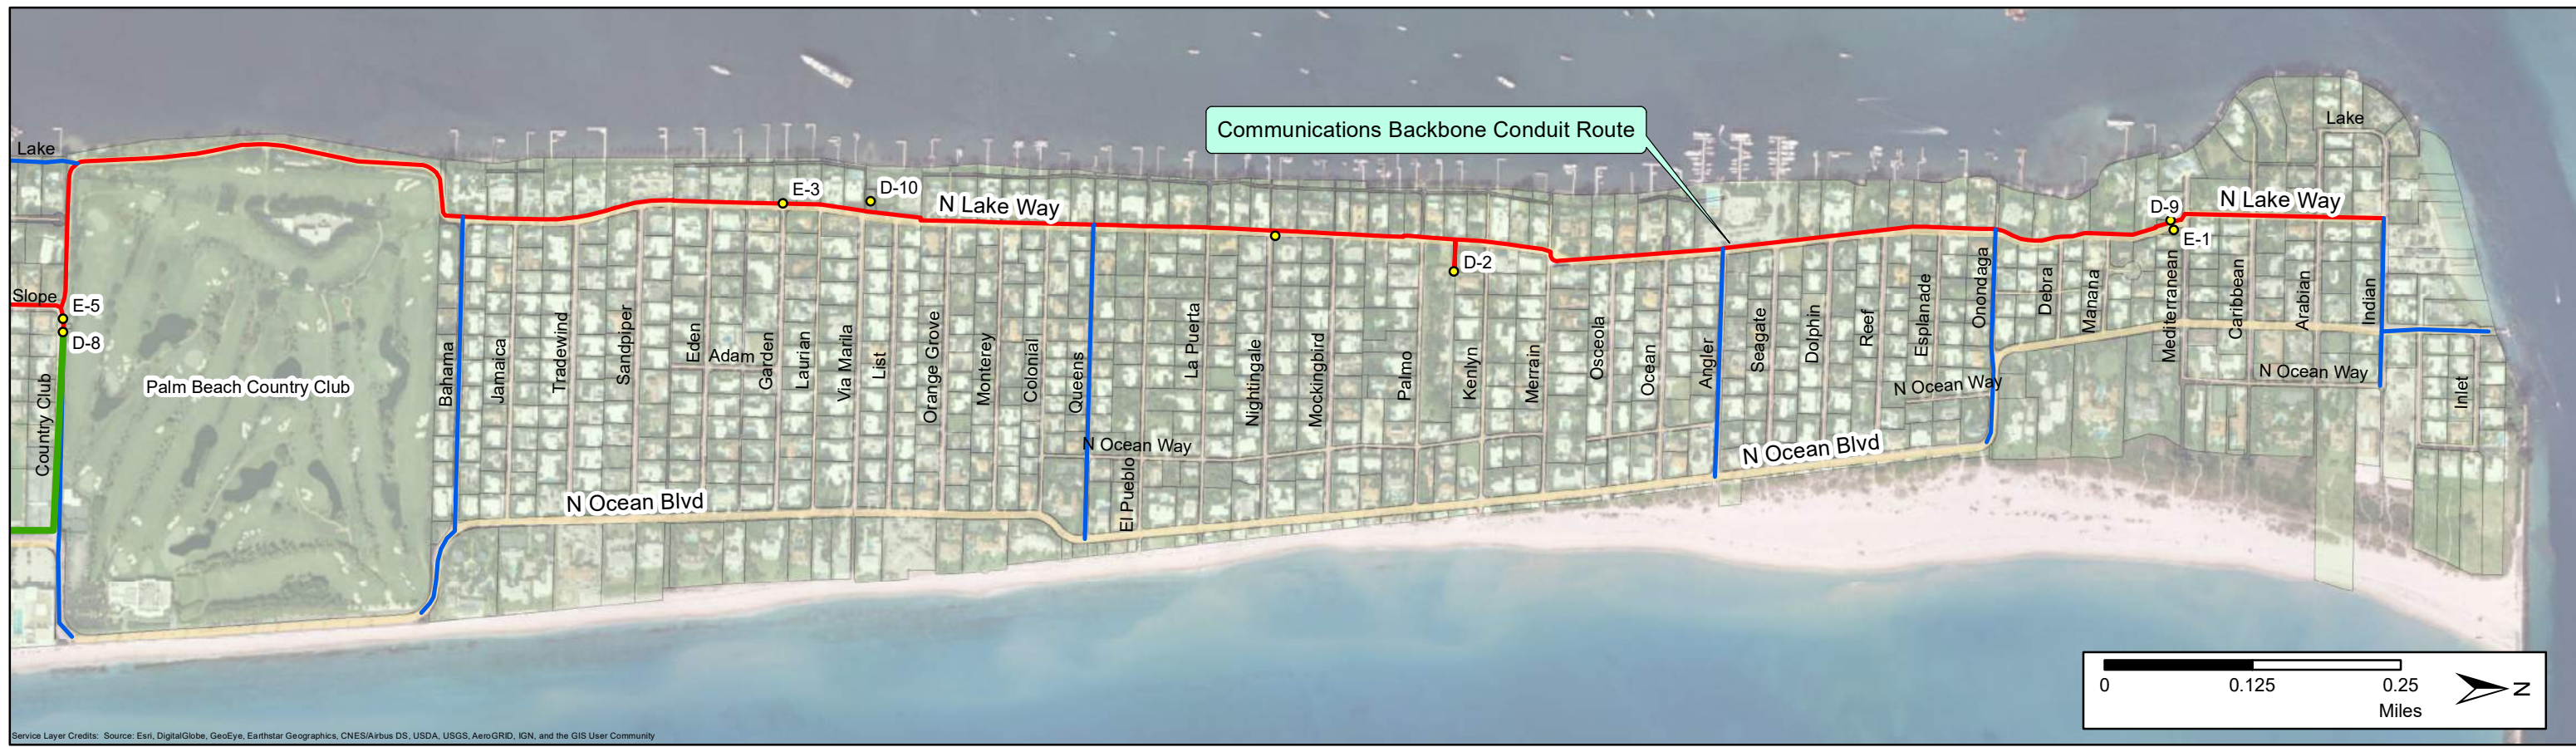 Communications Backbone Conduit Route
Lake
Lake
E-3
D-10
N Lake Way
D-9
N Lake Way
E-1
D-2
Slope
E-5
D-8
Country Club
Palm Beach Country Club
Bahama
Jamaica
Tradewind
Sandpiper
Eden
Adam
Garden
Laurian
Via Marila
List
Orange Grove
Monterey
Colonial
Queens
La Puerta
Nightingale
Mockingbird
Palmo
Kenlyn
Merrain
Osceola
Ocean
Angler
Seagate
Dolphin
Reef
Esplanade
Onondaga
Debra
Manana
Mediterranean
Caribbean
Arabian
Indian
Inlet
N Ocean Way
N Ocean Way
N Ocean Way
El Pueblo
N Ocean Blvd
N Ocean Blvd
0
0.125
0.25
Miles
N
Service Layer Credits: Source: Esri, DigitalGlobe, GeoEye, Earthstar Geographics, CNES/Airbus DS, USDA, USGS, AeroGRID, IGN, and the GIS User Community